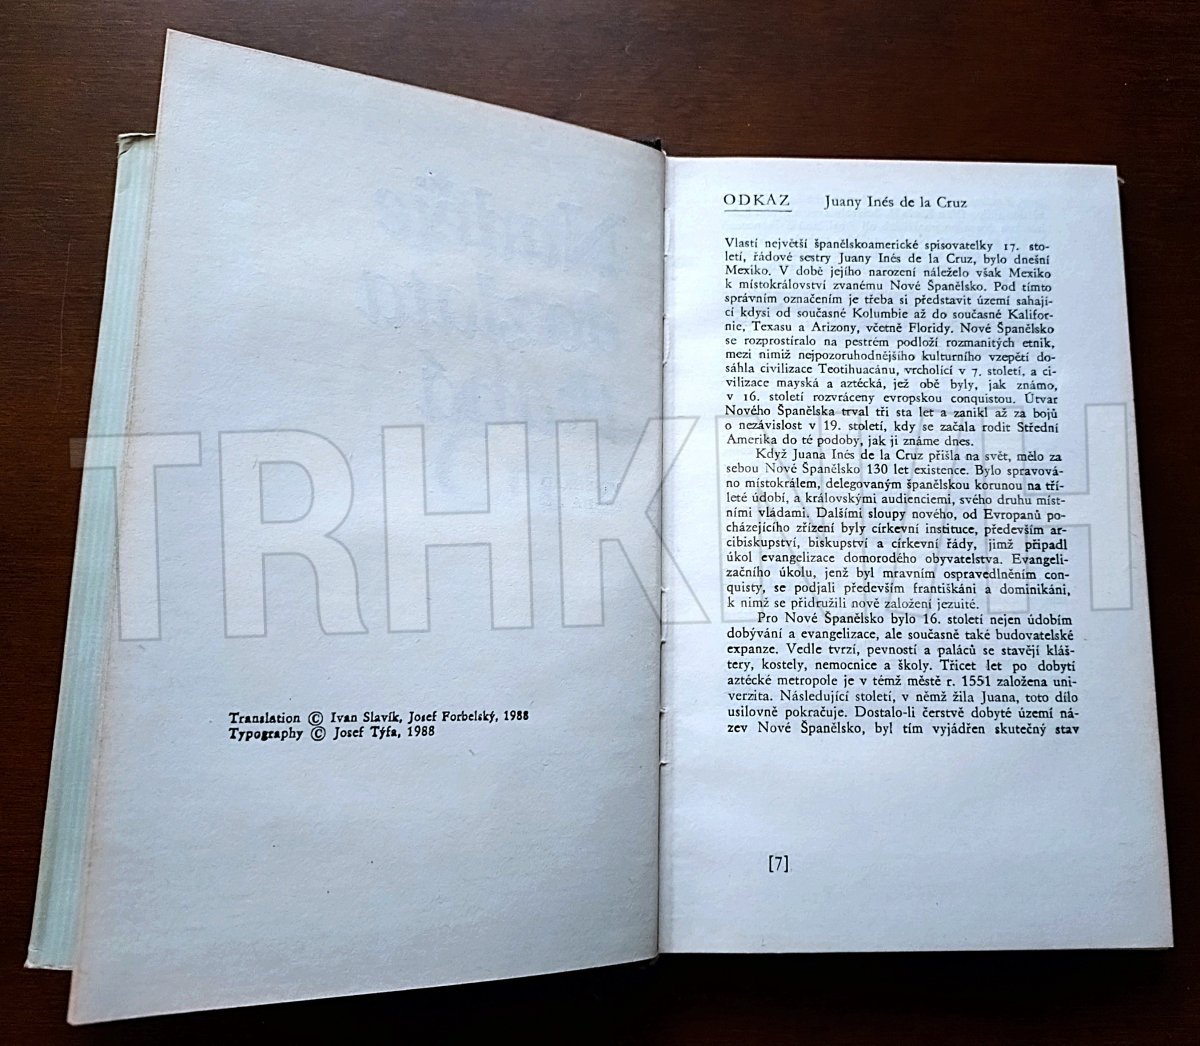 Translation © Ivan Slavík, Josef Forbelský, 1988
Typography © Josef Týfa, 1988
ODKAZ Juany Inés de la Cruz
Vlastí největší španělskoamerické spisovatelky 17. sto-
letí, řádové sestry Juany Inés de la Cruz, bylo dnešní
Mexiko. V době jejího narození náleželo však Mexiko
k místokrálovství zvanému Nové Španělsko. Pod tímto
správním označením je třeba si představit území sahají-
cí kdysi od současné Kolumbie až do současné Kalifor-
nie, Texasu a Arizony, včetně Floridy. Nové Španělsko
se rozprostíralo na pestrém podloží rozmanitých etnik,
mezi nimiž nejpozoruhodnějšího kulturního vzepětí do-
sáhla civilizace Teotihuacánu, vrcholící v 7. století, a ci-
vilizace mayská a aztécká, jež obě byly, jak známo,
v 16. století rozvráceny evropskou conquistou. Útvar
Nového Španělska trval tři sta let a zanikl až za bojů
o nezávislost v 19. století, kdy se začala rodit Střední
Amerika do té podoby, jak ji známe dnes.
Když Juana Inés de la Cruz přišla na svět, mělo za
sebou Nové Španělsko 130 let existence. Bylo spravová-
no místokrálem, delegovaným španělskou korunou na tří-
leté údobí, a královskými audienciemi, svého druhu míst-
ními vládami. Dalšími sloupy nového, od Evropanů po-
cházejícího zřízení byly církevní instituce, především ar-
cibiskupství, biskupství a církevní řády, jimž připadl
úkol evangelizace domorodého obyvatelstva. Evangeli-
začního úkolu, jenž byl mravním ospravedlněním con-
quisty, se podjali především františkáni a dominikáni,
k nimž se přidružili nově založení jezuité.
Pro Nové Španělsko bylo 16. století nejen údobím
dobývání a evangelizace, ale současně také budovatelské
expanze. Vedle tvrzí, pevností a paláců se stavějí kláš-
tery, kostely, nemocnice a školy. Třicet let po dobytí
aztécké metropole je v témž městě r. 1551 založena uni-
verzita. Následující století, v němž žila Juana, toto dílo
usilovně pokračuje. Dostalo-li čerstvě dobyté území ná-
zev Nové Španělsko, byl tím vyjádřen skutečný stav
[7]
TRHKNIH